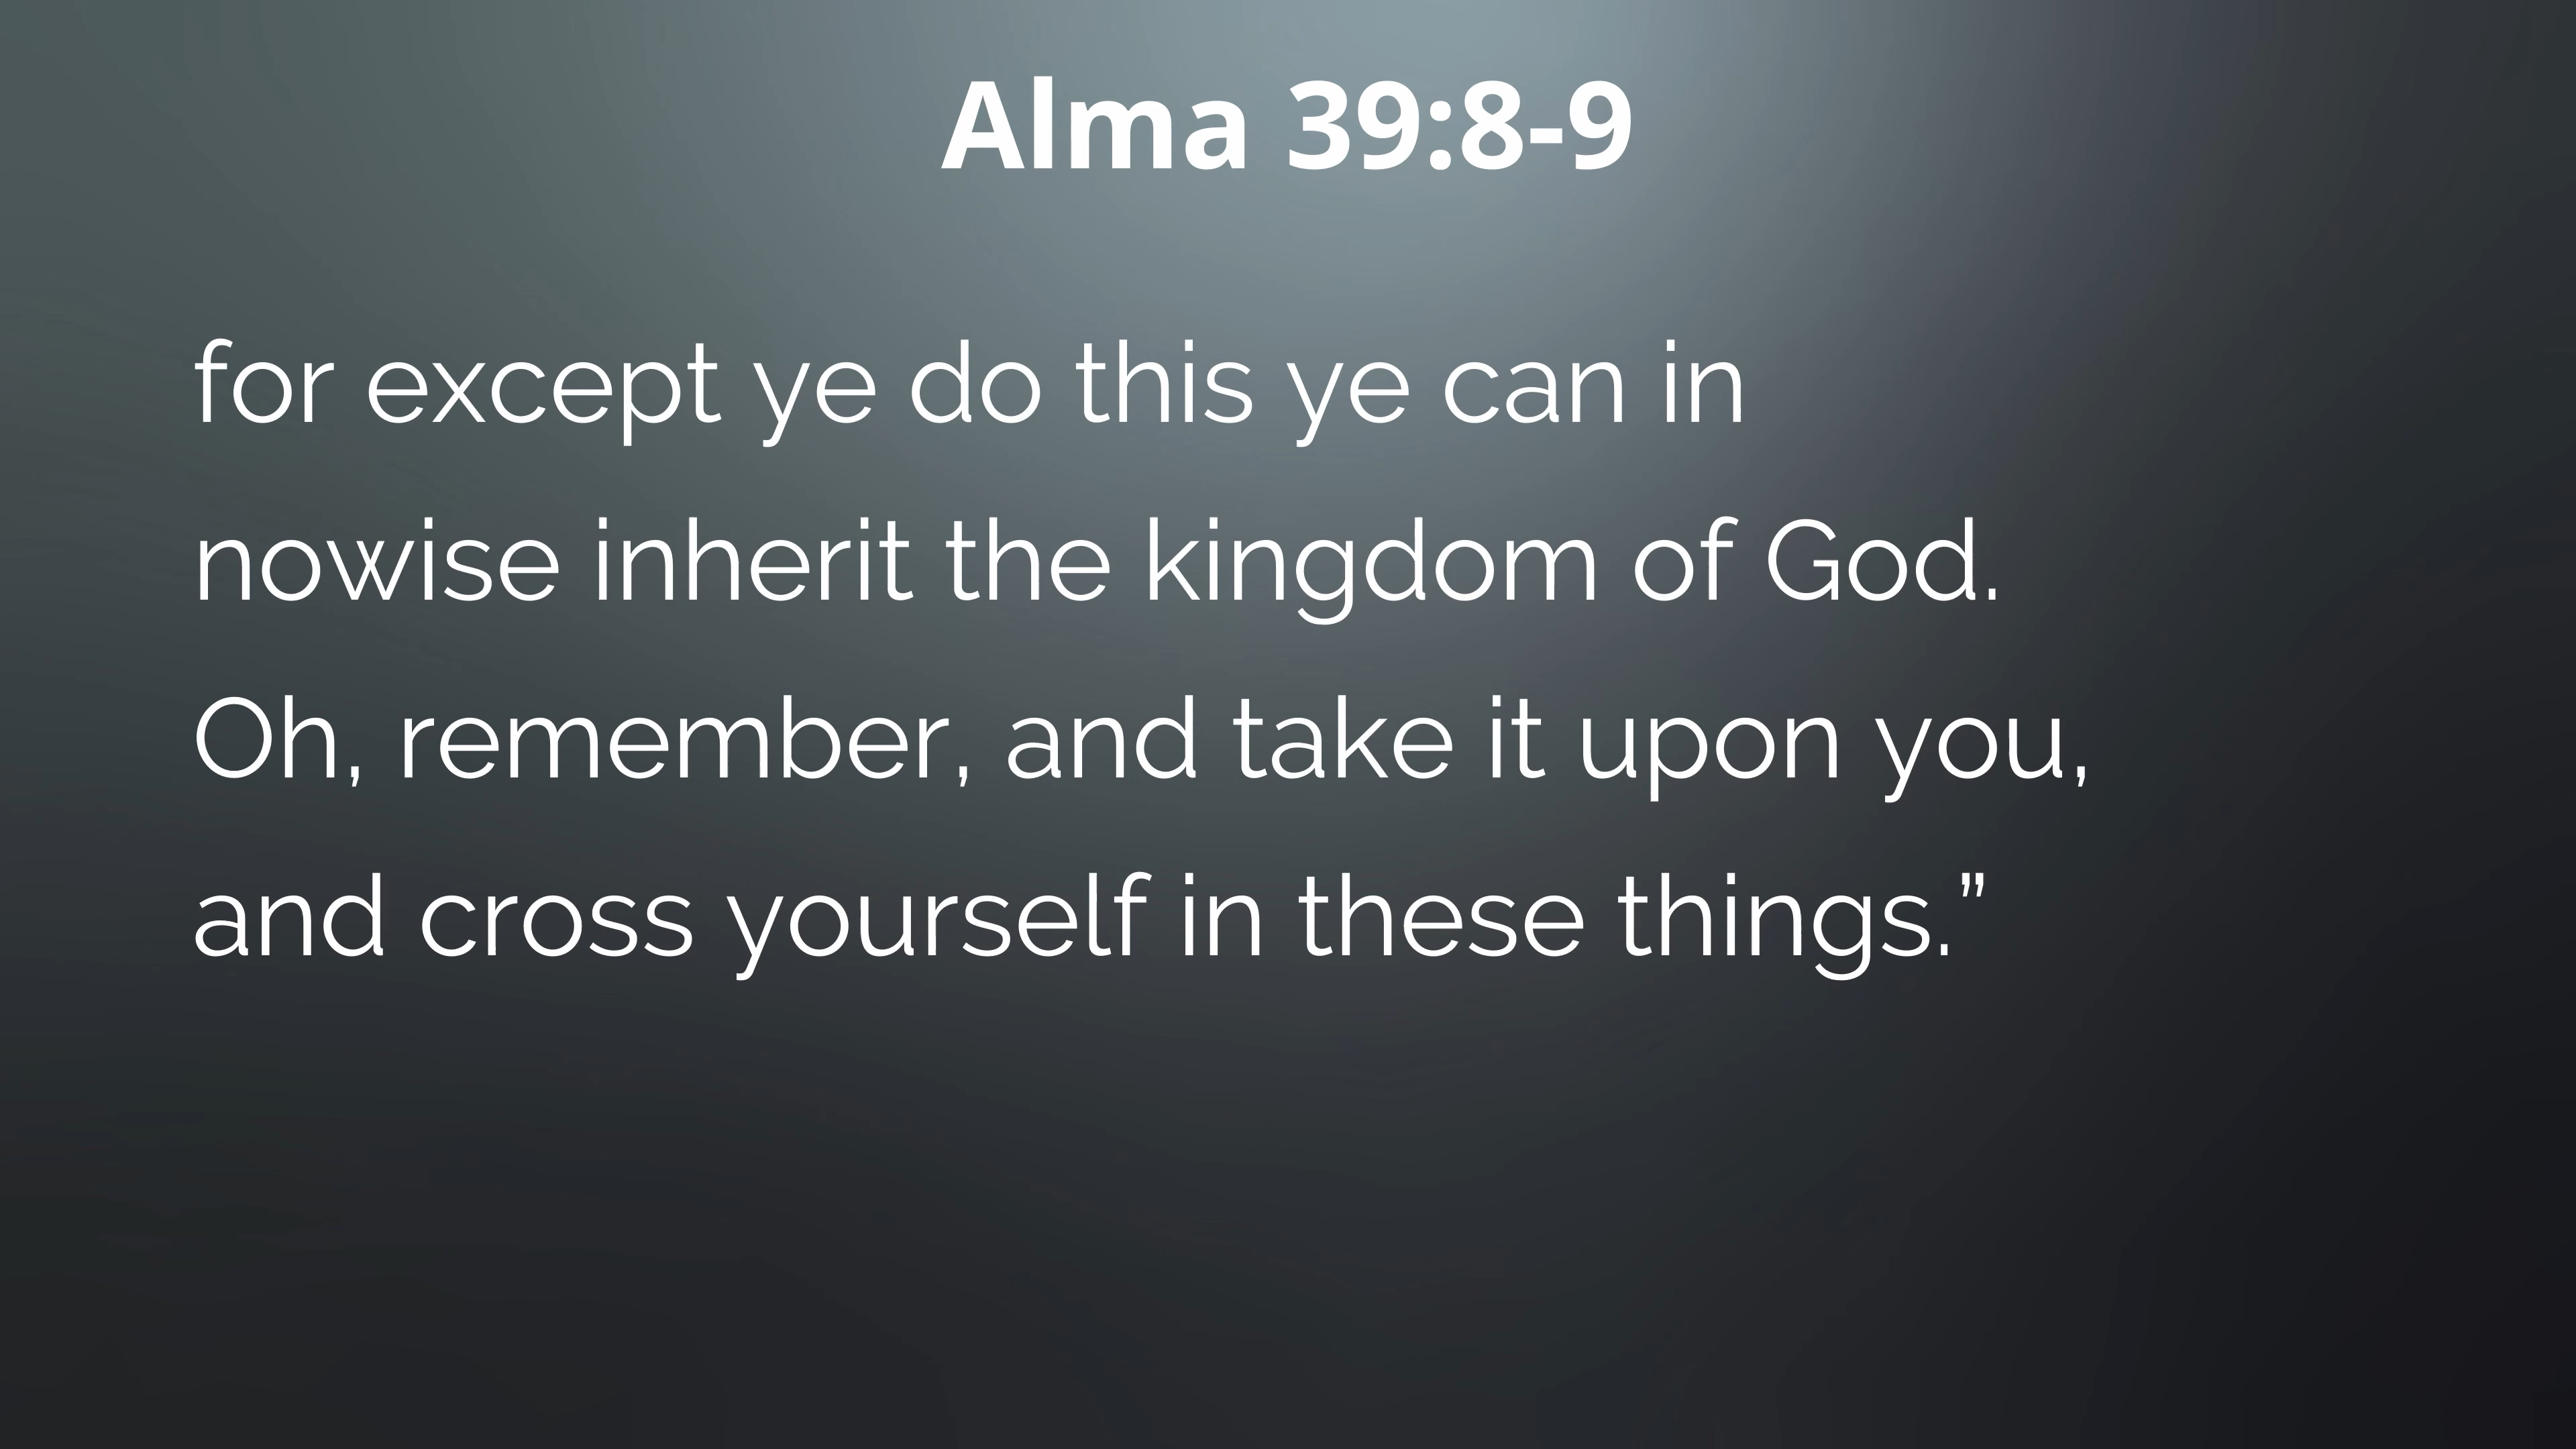 Alma 39:8-9
for except ye do this ye can in
nowise inherit the kingdom of God.
Oh, remember, and take it upon you,
and cross yourself in these things.”